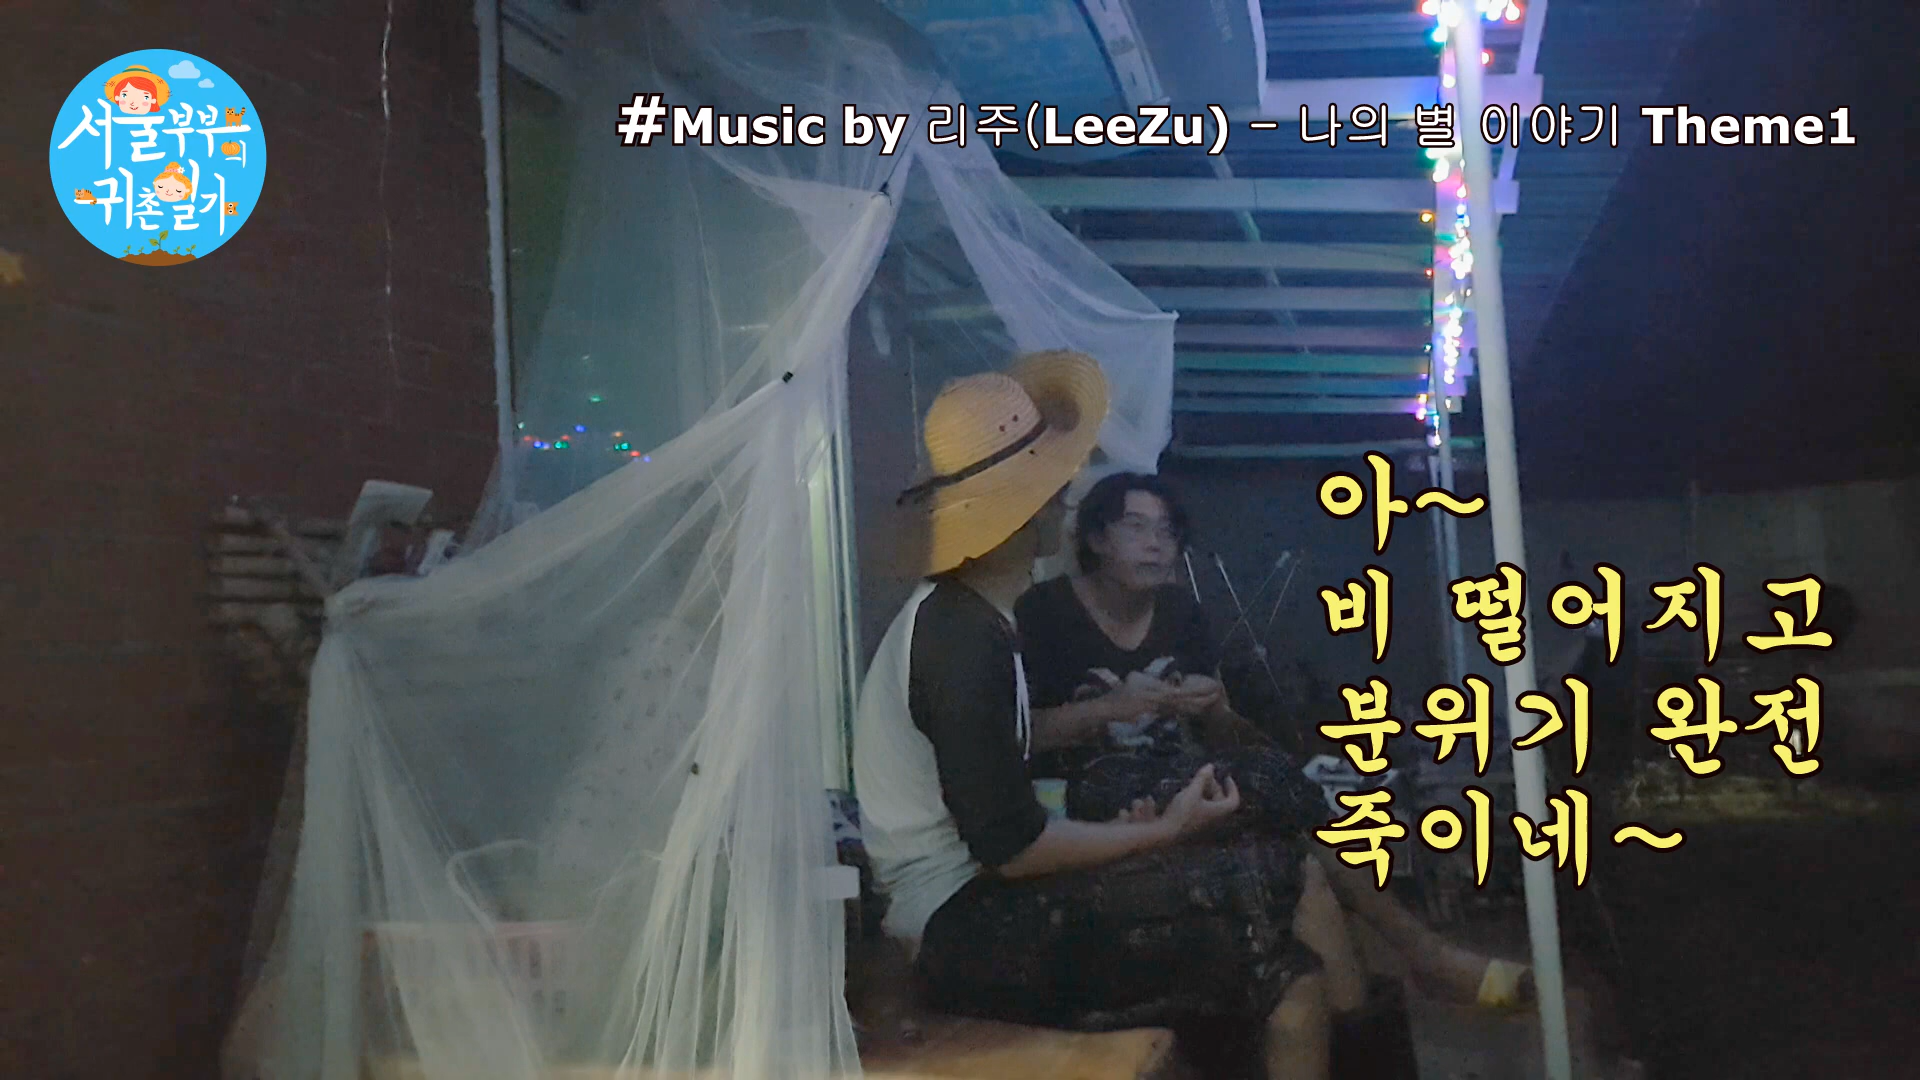 서울부부의
귀촌일기
#Music by 리주(LeeZu) - 나의 별 이야기 Theme1
아~
비 떨어지고
분위기 완전
죽이네~